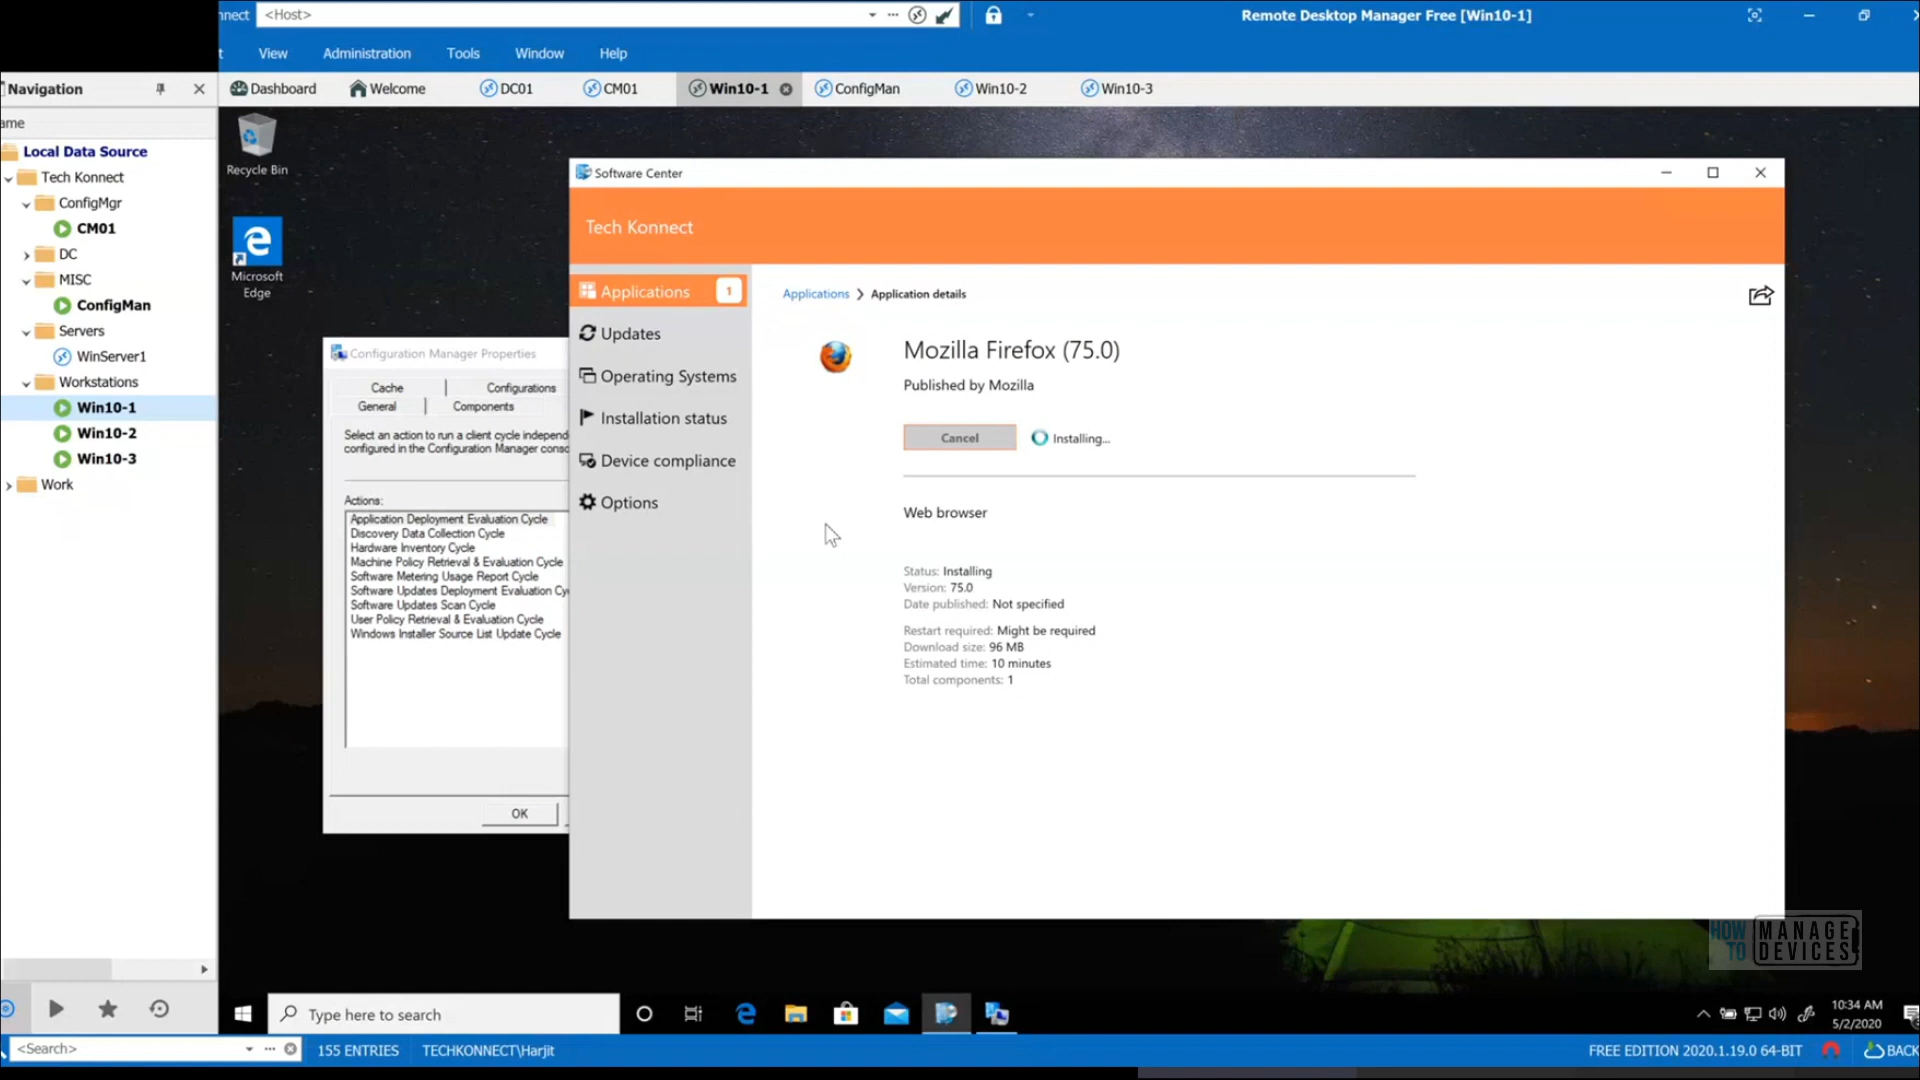 nnect
<Host>
Remote Desktop Manager Free [Win10-1]
t View Administration Tools Window Help
Navigation
Dashboard Welcome DC01 CM01 Win10-1 ConfigMan Win10-2 Win10-3
ame
Local Data Source
Tech Konnect
ConfigMgr
CM01
DC
MISC
ConfigMan
Servers
WinServer1
Workstations
Win10-1
Win10-2
Win10-3
Work
Recycle Bin
Microsoft
Edge
Configuration Manager Properties
Cache Configurations
General Components
Select an action to run a client cycle independ
configured in the Configuration Manager conso
Actions:
Application Deployment Evaluation Cycle
Discovery Data Collection Cycle
Hardware Inventory Cycle
Machine Policy Retrieval & Evaluation Cycle
Software Metering Usage Report Cycle
Software Updates Deployment Evaluation Cy
Software Updates Scan Cycle
User Policy Retrieval & Evaluation Cycle
Windows Installer Source List Update Cycle
OK
Software Center
Tech Konnect
Applications 1
Updates
Operating Systems
Installation status
Device compliance
Options
Applications > Application details
Mozilla Firefox (75.0)
Published by Mozilla
Cancel
Installing...
Web browser
Status: Installing
Version: 75.0
Date published: Not specified
Restart required: Might be required
Download size: 96 MB
Estimated time: 10 minutes
Total components: 1
HOW TO MANAGE DEVICES
Type here to search
10:34 AM
5/2/2020
<Search>
155 ENTRIES
TECHKONNECT\Harjit
FREE EDITION 2020.1.19.0 64-BIT
BACK